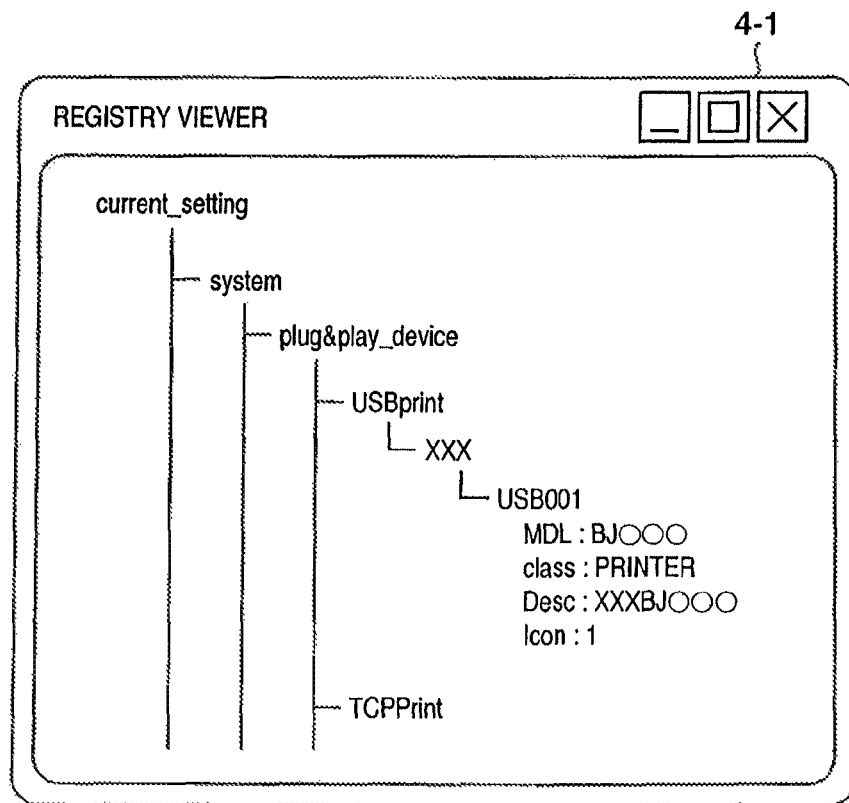 4-1
REGISTRY VIEWER
current_setting
system
plug&play_device
USBprint
XXX
USB001
MDL : BJ○○○
class : PRINTER
Desc : XXXBJ○○○
Icon : 1
TCPPrint